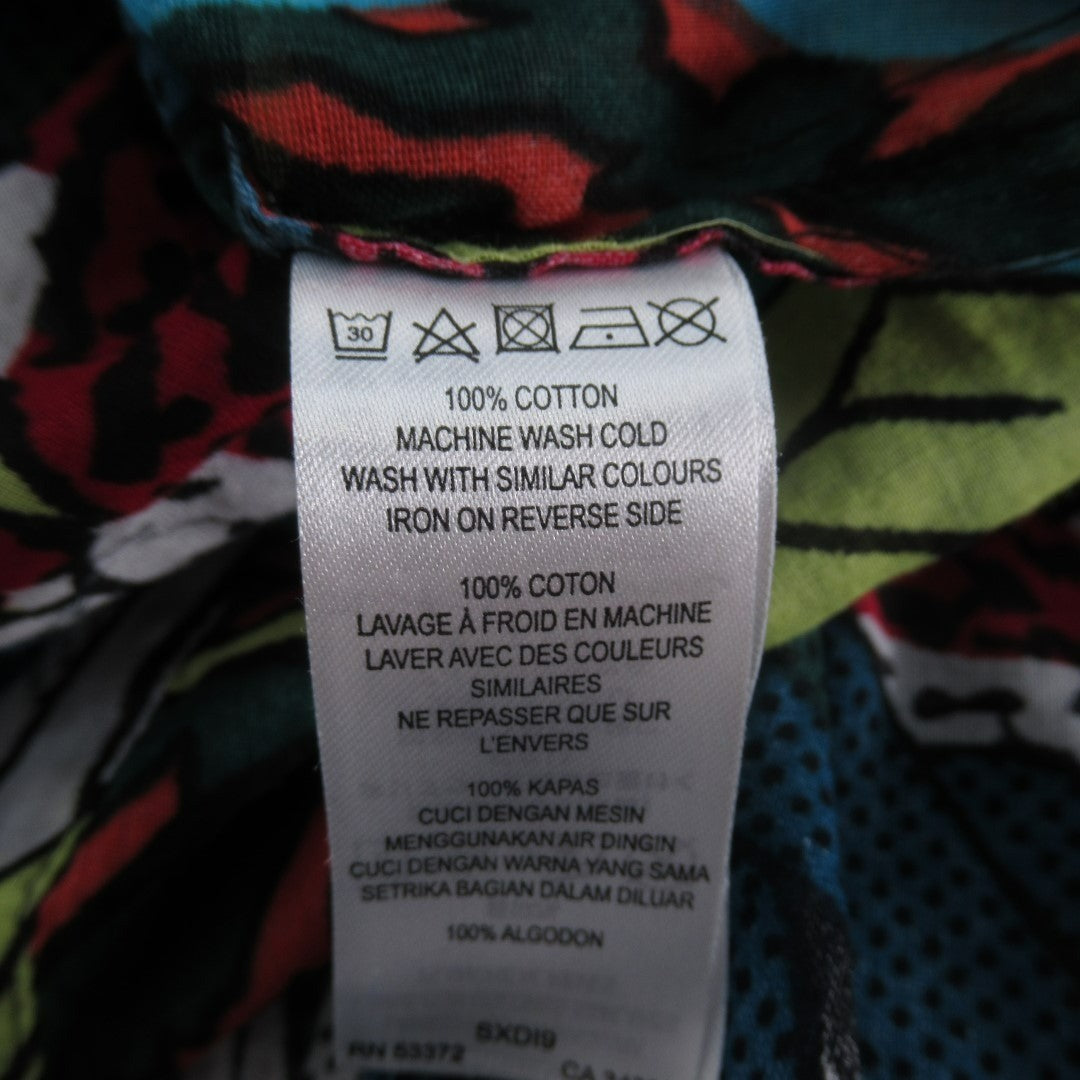 30
100% COTTON
MACHINE WASH COLD
WASH WITH SIMILAR COLOURS
IRON ON REVERSE SIDE
100% COTON
LAVAGE À FROID EN MACHINE
LAVER AVEC DES COULEURS
SIMILAIRES
NE REPASSER QUE SUR
L'ENVERS
100% KAPAS
CUCI DENGAN MESIN
MENGGUNAKAN AIR DINGIN
CUCI DENGAN WARNA YANG SAMA
SETRIKA BAGIAN DALAM DILUAR
100% ALGODON
SXDI9
RN 53372 CA